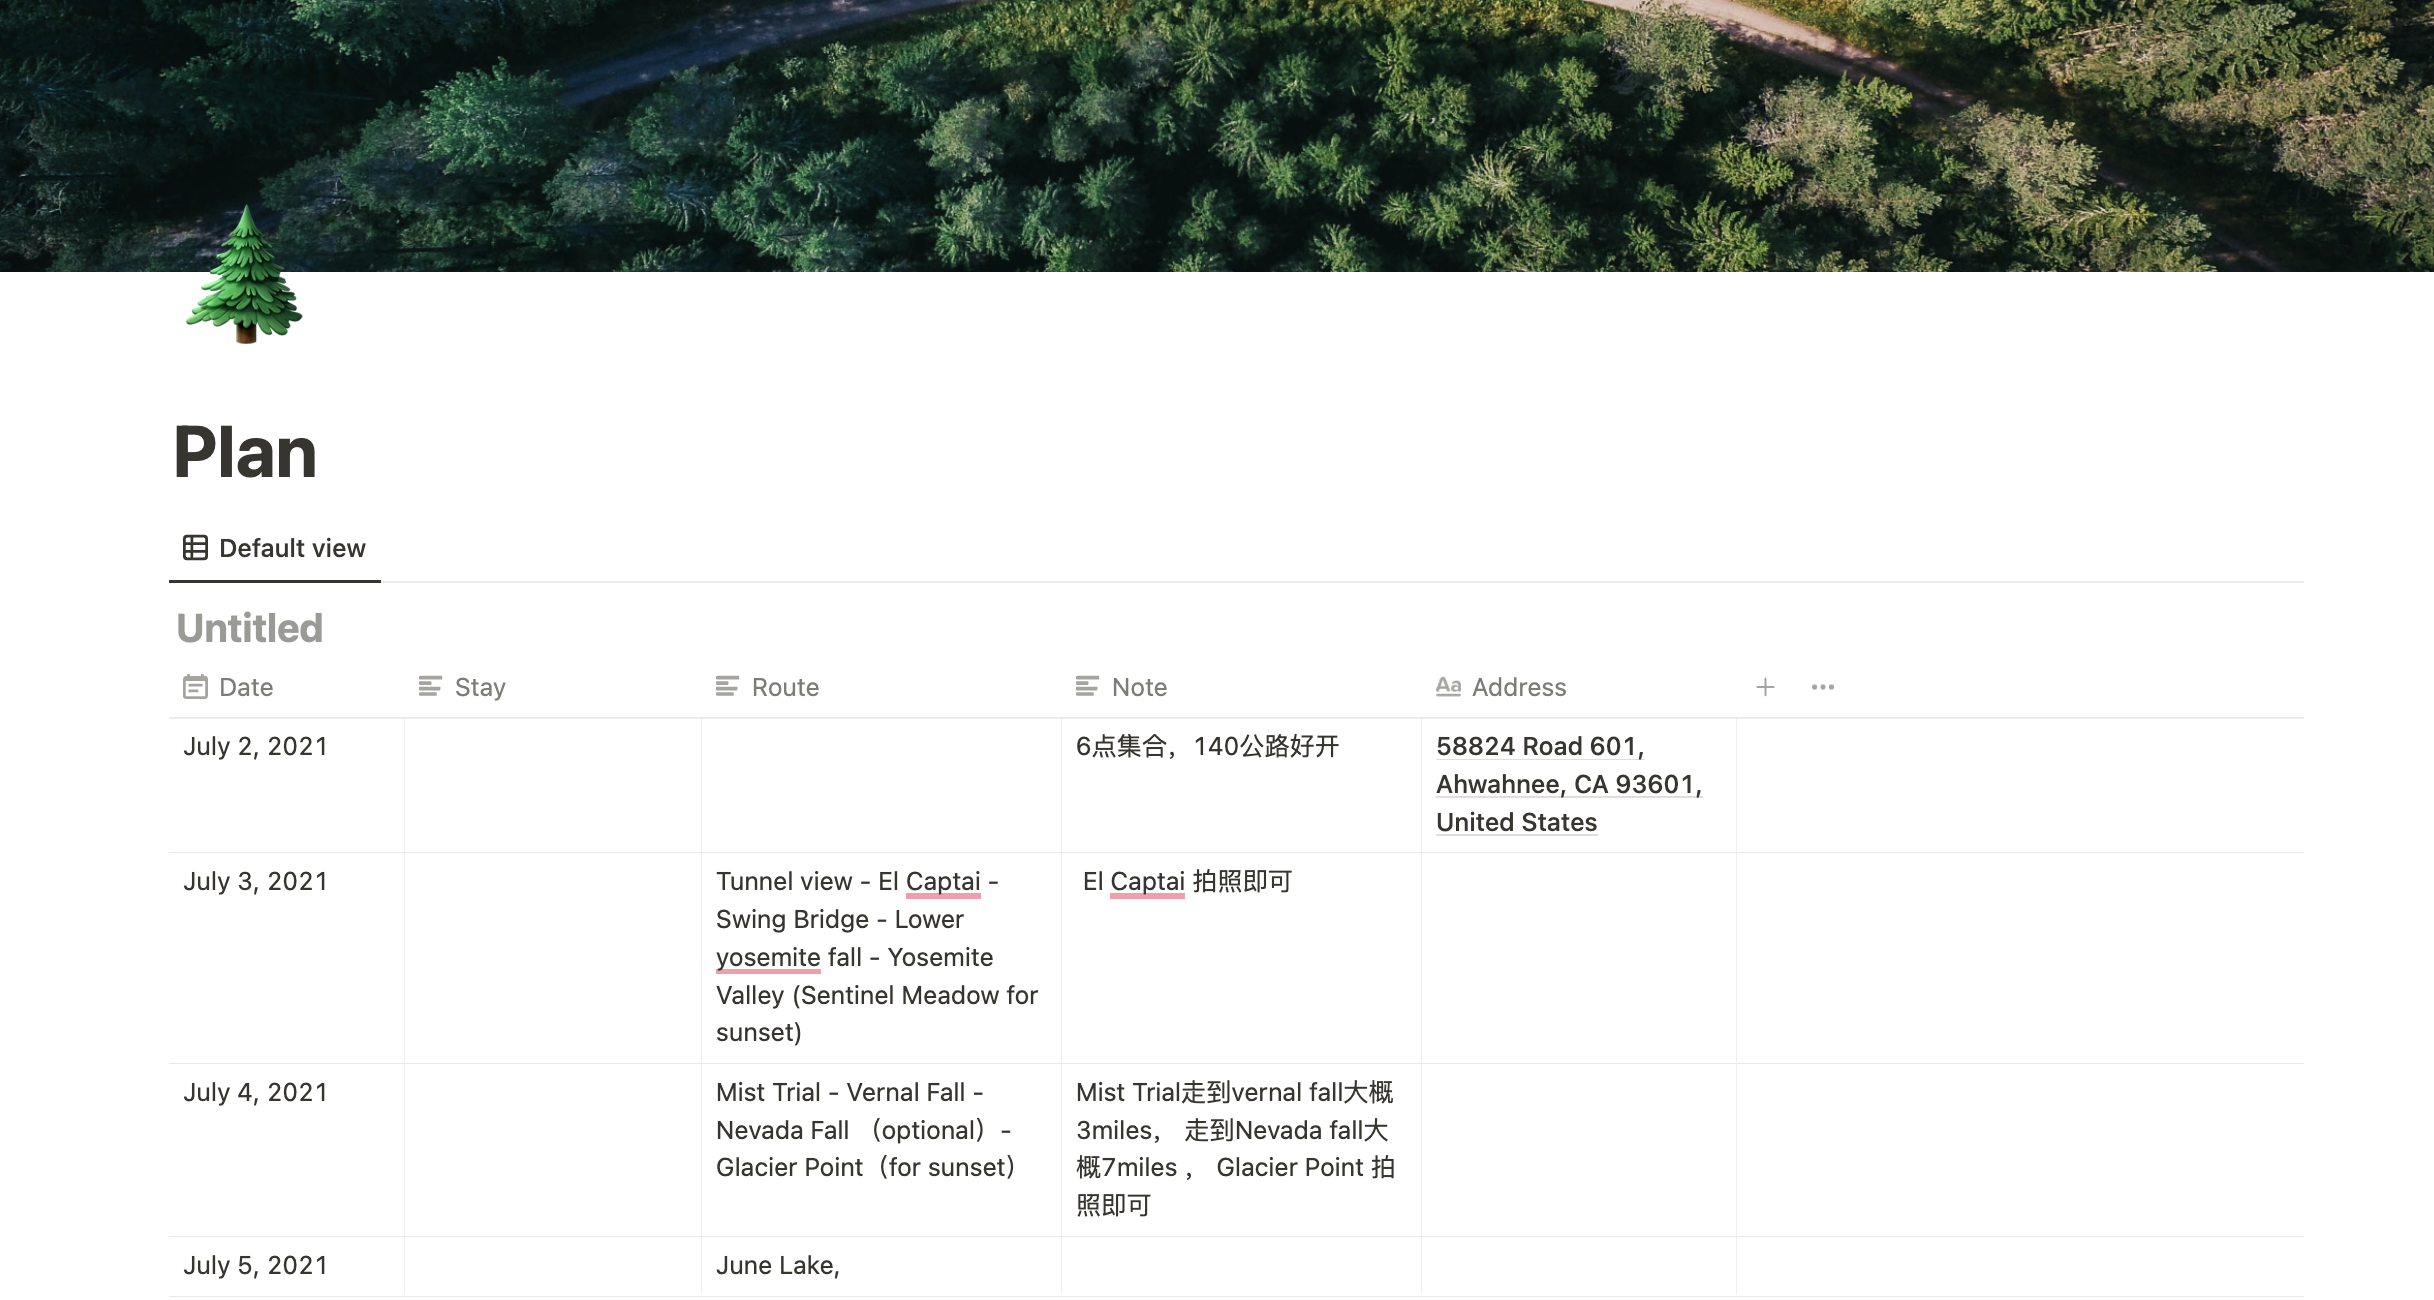 Plan
Default view
Untitled
Date Stay Route Note Aa Address + ...
July 2, 2021
6点集合，140公路好开
58824 Road 601,
Ahwahnee, CA 93601,
United States
July 3, 2021
Tunnel view - El Captai -
Swing Bridge - Lower
yosemite fall - Yosemite
Valley (Sentinel Meadow for
sunset)
El Captai 拍照即可
July 4, 2021
Mist Trial - Vernal Fall -
Nevada Fall （optional）-
Glacier Point（for sunset）
Mist Trial走到vernal fall大概
3miles， 走到Nevada fall大
概7miles ， Glacier Point 拍
照即可
July 5, 2021
June Lake,